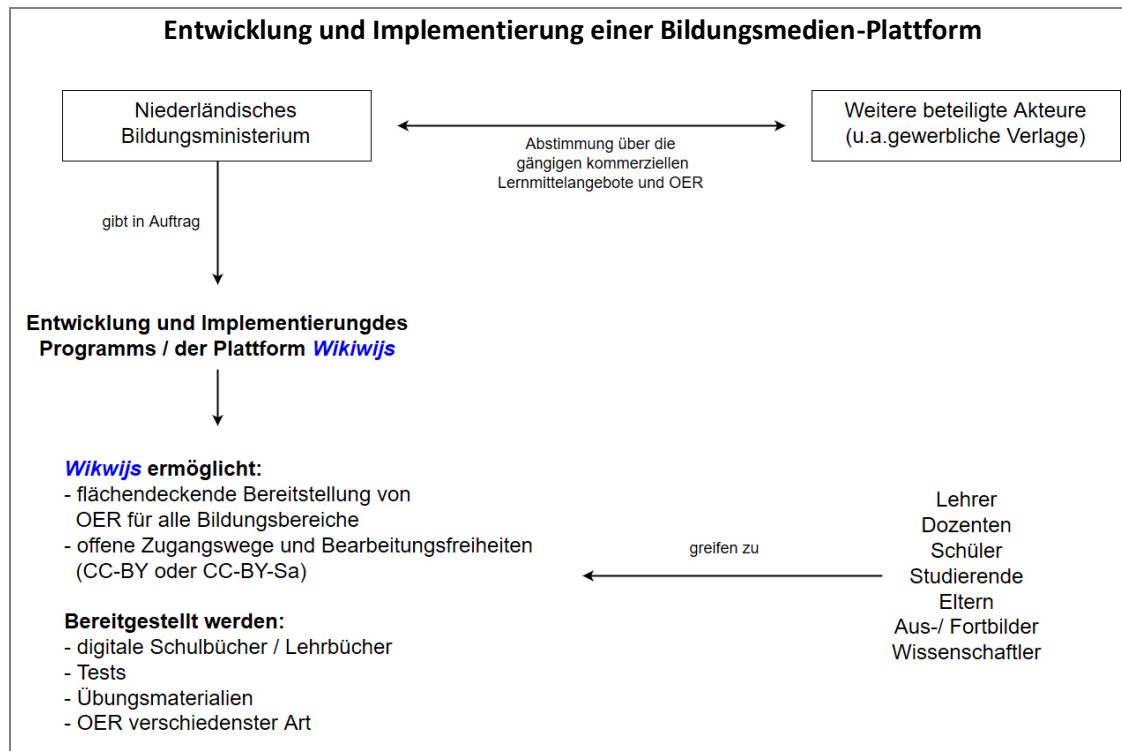 Entwicklung und Implementierung einer Bildungsmedien-Plattform
Niederländisches
Bildungsministerium
Weitere beteiligte Akteure
(u.a.gewerbliche Verlage)
Abstimmung über die
gängigen kommerziellen
Lernmittelangebote und OER
gibt in Auftrag
Entwicklung und Implementierungdes
Programms / der Plattform Wikiwijs
Wikwijs ermöglicht:
- flächendeckende Bereitstellung von
OER für alle Bildungsbereiche
- offene Zugangswege und Bearbeitungsfreiheiten
(CC-BY oder CC-BY-Sa)
Bereitgestellt werden:
- digitale Schulbücher / Lehrbücher
- Tests
- Übungsmaterialien
- OER verschiedenster Art
greifen zu
Lehrer
Dozenten
Schüler
Studierende
Eltern
Aus-/ Fortbilder
Wissenschaftler